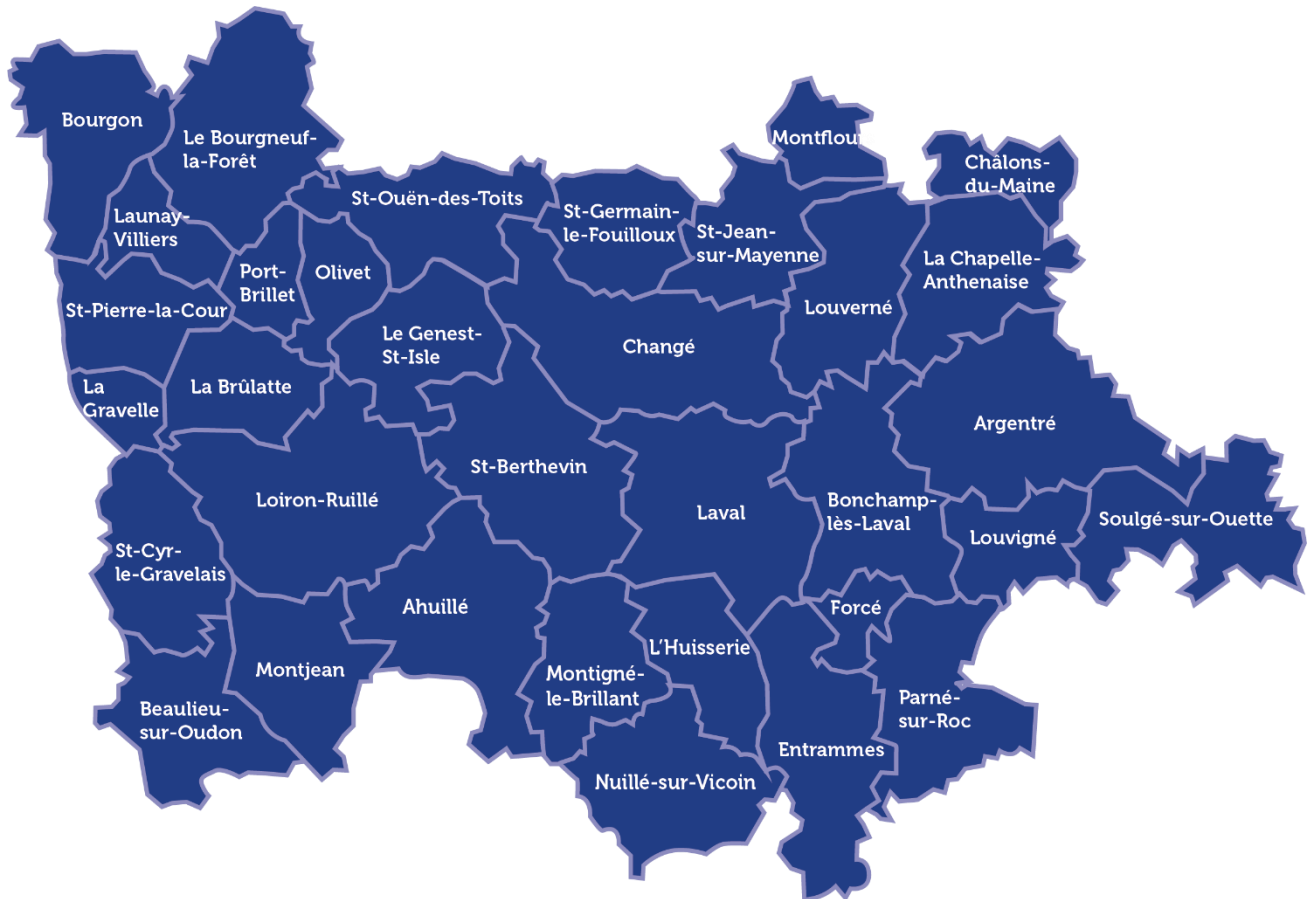 Bourgon
Le Bourgneuf-
la-Forêt
Montflour
Châlons-
du-Maine
St-Ouën-des-Toits
St-Germain-
le-Fouilloux
St-Jean-
sur-Mayenne
Launay-
Villiers
Port-
Brillet
Olivet
La Chapelle-
Anthenaise
St-Pierre-la-Cour
Louverné
Le Genest-
St-Isle
Changé
La
Gravelle
La Brûlatte
Argentré
St-Berthevin
Loiron-Ruillé
Laval
Bonchamp-
lès-Laval
Louvigné
Soulgé-sur-Ouette
St-Cyr-
le-Gravelais
Ahuillé
Forcé
L'Huisserie
Montjean
Montigné-
le-Brillant
Beaulieu-
sur-Oudon
Parné-
sur-Roc
Entrammes
Nuillé-sur-Vicoin